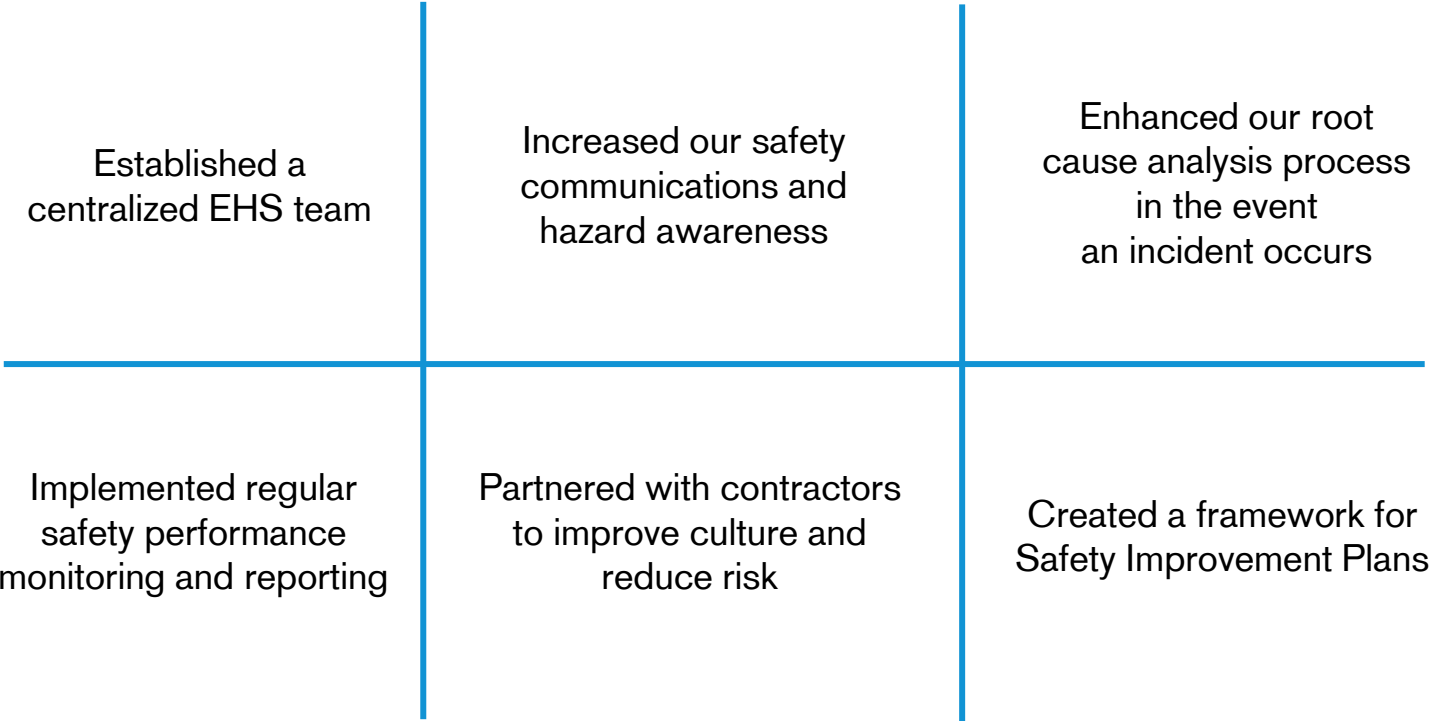 Established a
centralized EHS team
Increased our safety
communications and
hazard awareness
Enhanced our root
cause analysis process
in the event
an incident occurs
Implemented regular
safety performance
monitoring and reporting
Partnered with contractors
to improve culture and
reduce risk
Created a framework for
Safety Improvement Plans